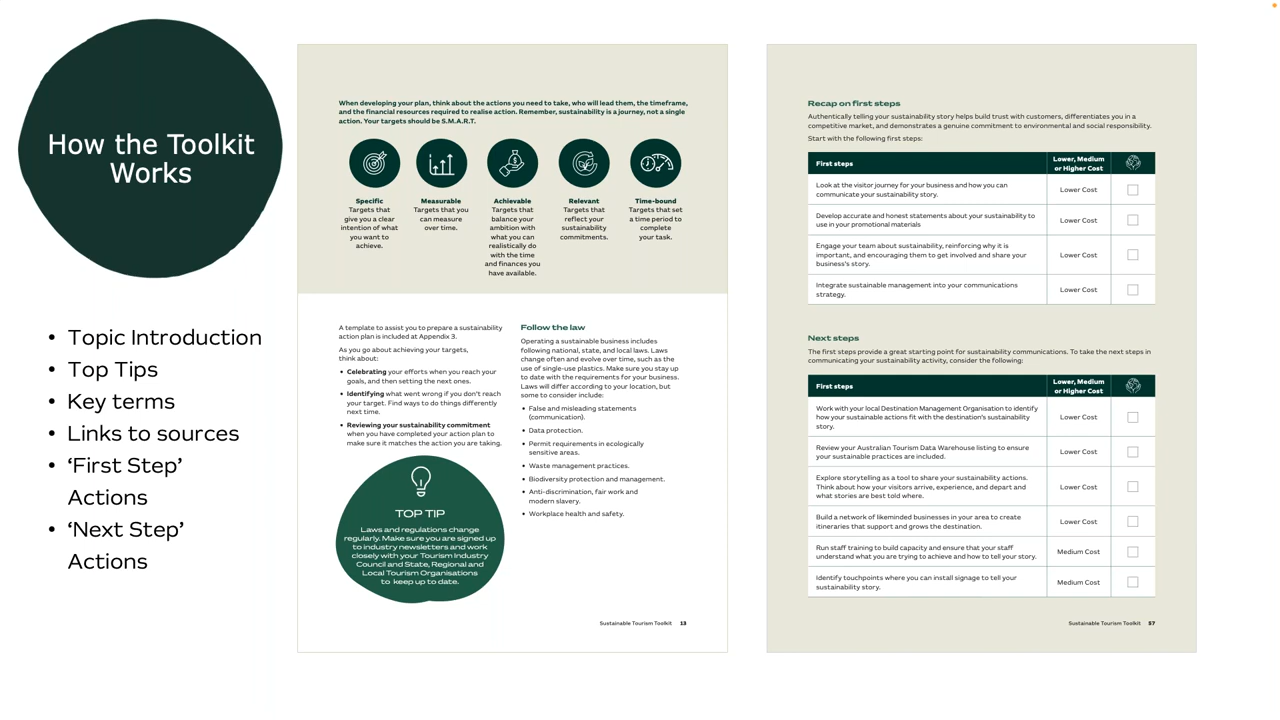 How the Toolkit
Works
• Topic Introduction
• Top Tips
• Key terms
• Links to sources
• ‘First Step’
Actions
• ‘Next Step’
Actions
When developing your plan, think about the actions you need to take, who will lead them, the timeframe,
and the financial resources required to realise action. Remember, sustainability is a journey, not a single
action. Your targets should be S.M.A.R.T.
Specific
Targets that
give you a clear
intention of what
you want to
achieve.
Measurable
Targets that you
can measure
over time.
Achievable
Targets that
balance your
ambition with
what you can
realistically do
with the time
and finances you
have available.
Relevant
Targets that
reflect your
sustainability
commitments.
Time-bound
Targets that set
a time period to
complete
your task.
A template to assist you to prepare a sustainability
action plan is included at Appendix 3.
As you go about achieving your targets,
think about:
• Celebrating your efforts when you reach your
goals, and then setting the next ones.
• Identifying what went wrong if you don’t reach
your target. Find ways to do things differently
next time.
• Reviewing your sustainability commitment
when you have completed your action plan to
make sure it matches the action you are taking.
TOP TIP
Laws and regulations change
regularly. Make sure you are signed up
to industry newsletters and work
closely with your Tourism Industry
Council and State, Regional and
Local Tourism Organisations
to keep up to date.
Follow the law
Operating a sustainable business includes
following national, state, and local laws. Laws
change often and evolve over time, such as the
use of single-use plastics. Make sure you stay up
to date with the requirements for your business.
Laws will differ according to your location, but
some to consider include:
• False and misleading statements
(communication).
• Data protection.
• Permit requirements in ecologically
sensitive areas.
• Waste management practices.
• Biodiversity protection and management.
• Anti-discrimination, fair work and
modern slavery.
• Workplace health and safety.
Sustainable Tourism Toolkit 13
Recap on first steps
Authentically telling your sustainability story helps build trust with customers, differentiates you in a
competitive market, and demonstrates a genuine commitment to environmental and social responsibility.
Start with the following first steps:
First steps
Lower, Medium
or Higher Cost
Look at the visitor journey for your business and how you can
communicate your sustainability story.
Lower Cost
Develop accurate and honest statements about your sustainability to
use in your promotional materials
Lower Cost
Engage your team about sustainability, reinforcing why it is
important, and encouraging them to get involved and share your
business’s story.
Lower Cost
Integrate sustainable management into your communications
strategy.
Lower Cost
Next steps
The first steps provide a great starting point for sustainability communications. To take the next steps in
communicating your sustainability activity, consider the following:
First steps
Lower, Medium
or Higher Cost
Work with your local Destination Management Organisation to identify
how your sustainable actions fit with the destination’s sustainability
story.
Lower Cost
Review your Australian Tourism Data Warehouse listing to ensure
your sustainable practices are included.
Lower Cost
Explore storytelling as a tool to share your sustainability actions.
Think about how your visitors arrive, experience, and depart and
what stories are best told where.
Lower Cost
Build a network of likeminded businesses in your area to create
itineraries that support and grows the destination.
Lower Cost
Run staff training to build capacity and ensure that your staff
understand what you are trying to achieve and how to tell your story.
Medium Cost
Identify touchpoints where you can install signage to tell your
sustainability story.
Medium Cost
Sustainable Tourism Toolkit 57